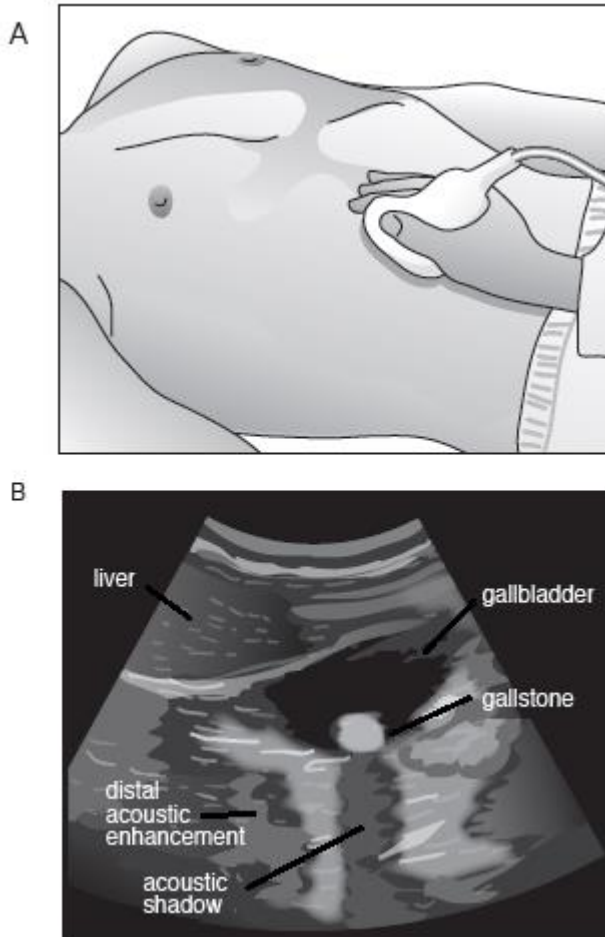 A
B
liver
gallbladder
gallstone
distal
acoustic
enhancement
acoustic
shadow